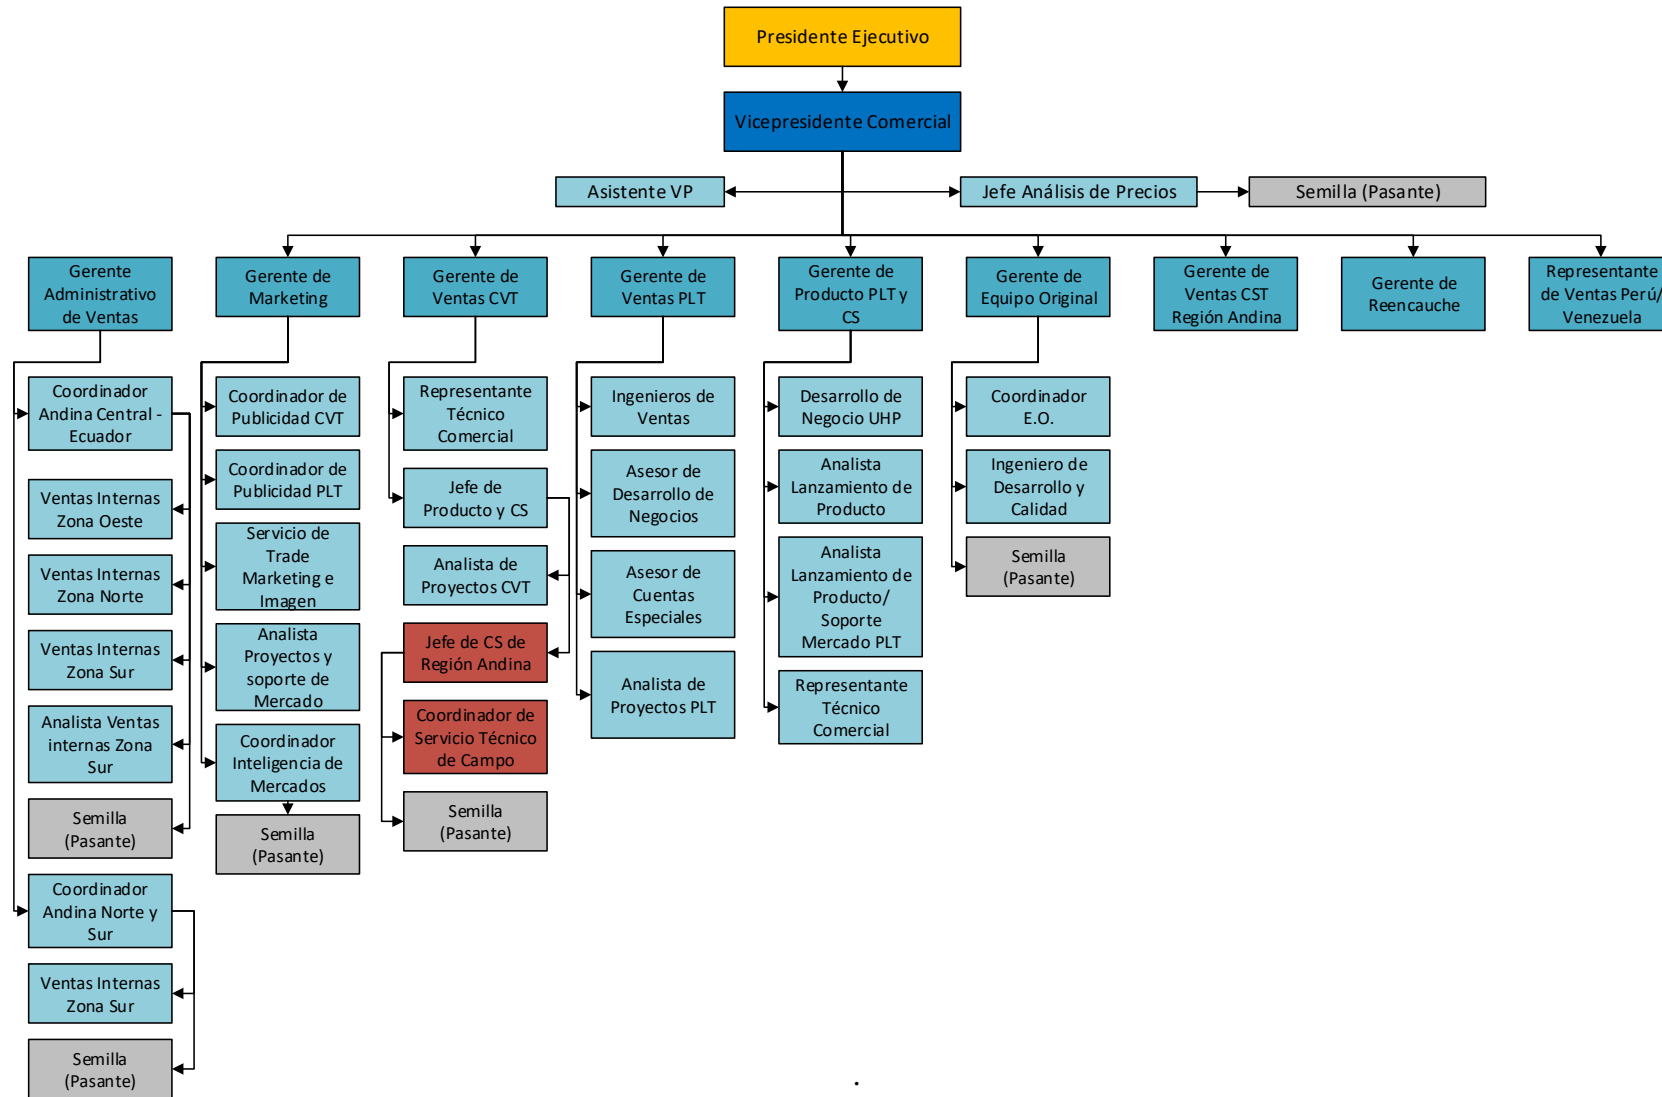 Presidente Ejecutivo
Vicepresidente Comercial
Asistente VP
Jefe Análisis de Precios
Semilla (Pasante)
Gerente
Administrativo
de Ventas
Gerente de
Marketing
Gerente de
Ventas CVT
Gerente de
Ventas PLT
Gerente de
Producto PLT y
CS
Gerente de
Equipo Original
Gerente de
Ventas CST
Región Andina
Gerente de
Reencauche
Representante
de Ventas Perú/
Venezuela
Coordinador
Andina Central -
Ecuador
Ventas Internas
Zona Oeste
Ventas Internas
Zona Norte
Ventas Internas
Zona Sur
Analista Ventas
internas Zona
Sur
Semilla
(Pasante)
Coordinador
Andina Norte y
Sur
Ventas Internas
Zona Sur
Semilla
(Pasante)
Coordinador de
Publicidad CVT
Coordinador de
Publicidad PLT
Servicio de
Trade
Marketing e
Imagen
Analista
Proyectos y
soporte de
Mercado
Coordinador
Inteligencia de
Mercados
Semilla
(Pasante)
Representante
Técnico
Comercial
Jefe de
Producto y CS
Analista de
Proyectos CVT
Jefe de CS de
Región Andina
Coordinador de
Servicio Técnico
de Campo
Semilla
(Pasante)
Ingenieros de
Ventas
Asesor de
Desarrollo de
Negocios
Asesor de
Cuentas
Especiales
Analista de
Proyectos PLT
Desarrollo de
Negocio UHP
Analista
Lanzamiento de
Producto
Analista
Lanzamiento de
Producto/
Soporte
Mercado PLT
Representante
Técnico
Comercial
Coordinador
E.O.
Ingeniero de
Desarrollo y
Calidad
Semilla
(Pasante)
.